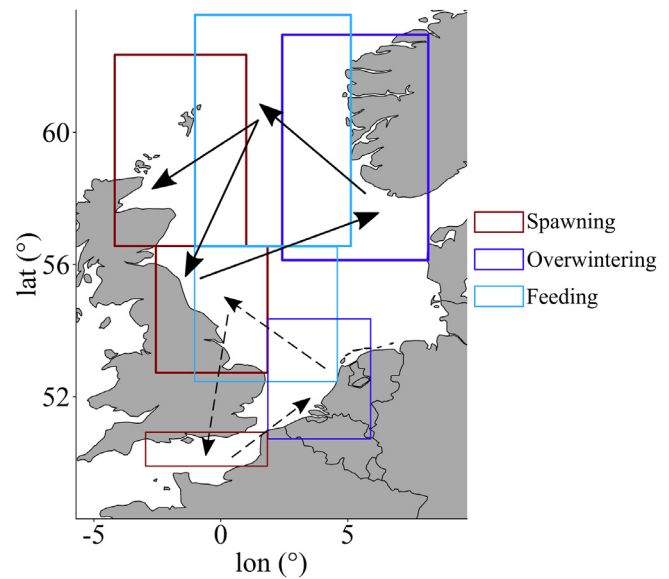 60
56
52
lat (°)
-5
0
5
lon (°)
Spawning
Overwintering
Feeding